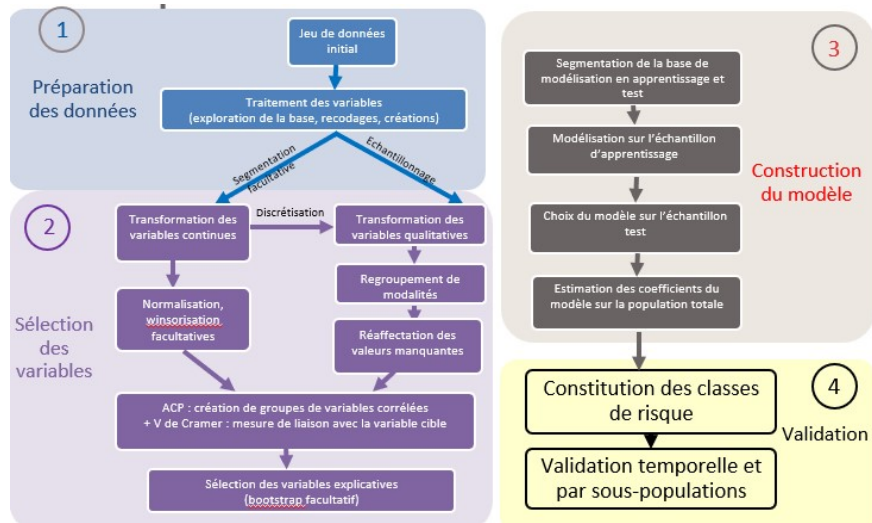 1
Préparation
des données
Jeu de données
initial
Traitement des variables
(exploration de la base, recodages, créations)
Segmentation
facultative
Echantillonnage
2
Sélection
des
variables
Transformation des
variables continues
Discrétisation
Transformation des
variables qualitatives
Normalisation,
winsorisation
facultatives
Regroupement de
modalités
Réaffectation des
valeurs manquantes
ACP : création de groupes de variables corrélées
+ V de Cramer : mesure de liaison avec la variable cible
Sélection des variables explicatives
(bootstrap facultatif)
3
Construction
du modèle
Segmentation de la base de
modélisation en apprentissage et
test
Modélisation sur l’échantillon
d’apprentissage
Choix du modèle sur l’échantillon
test
Estimation des coefficients du
modèle sur la population totale
4
Validation
Constitution des classes
de risque
Validation temporelle et
par sous-populations